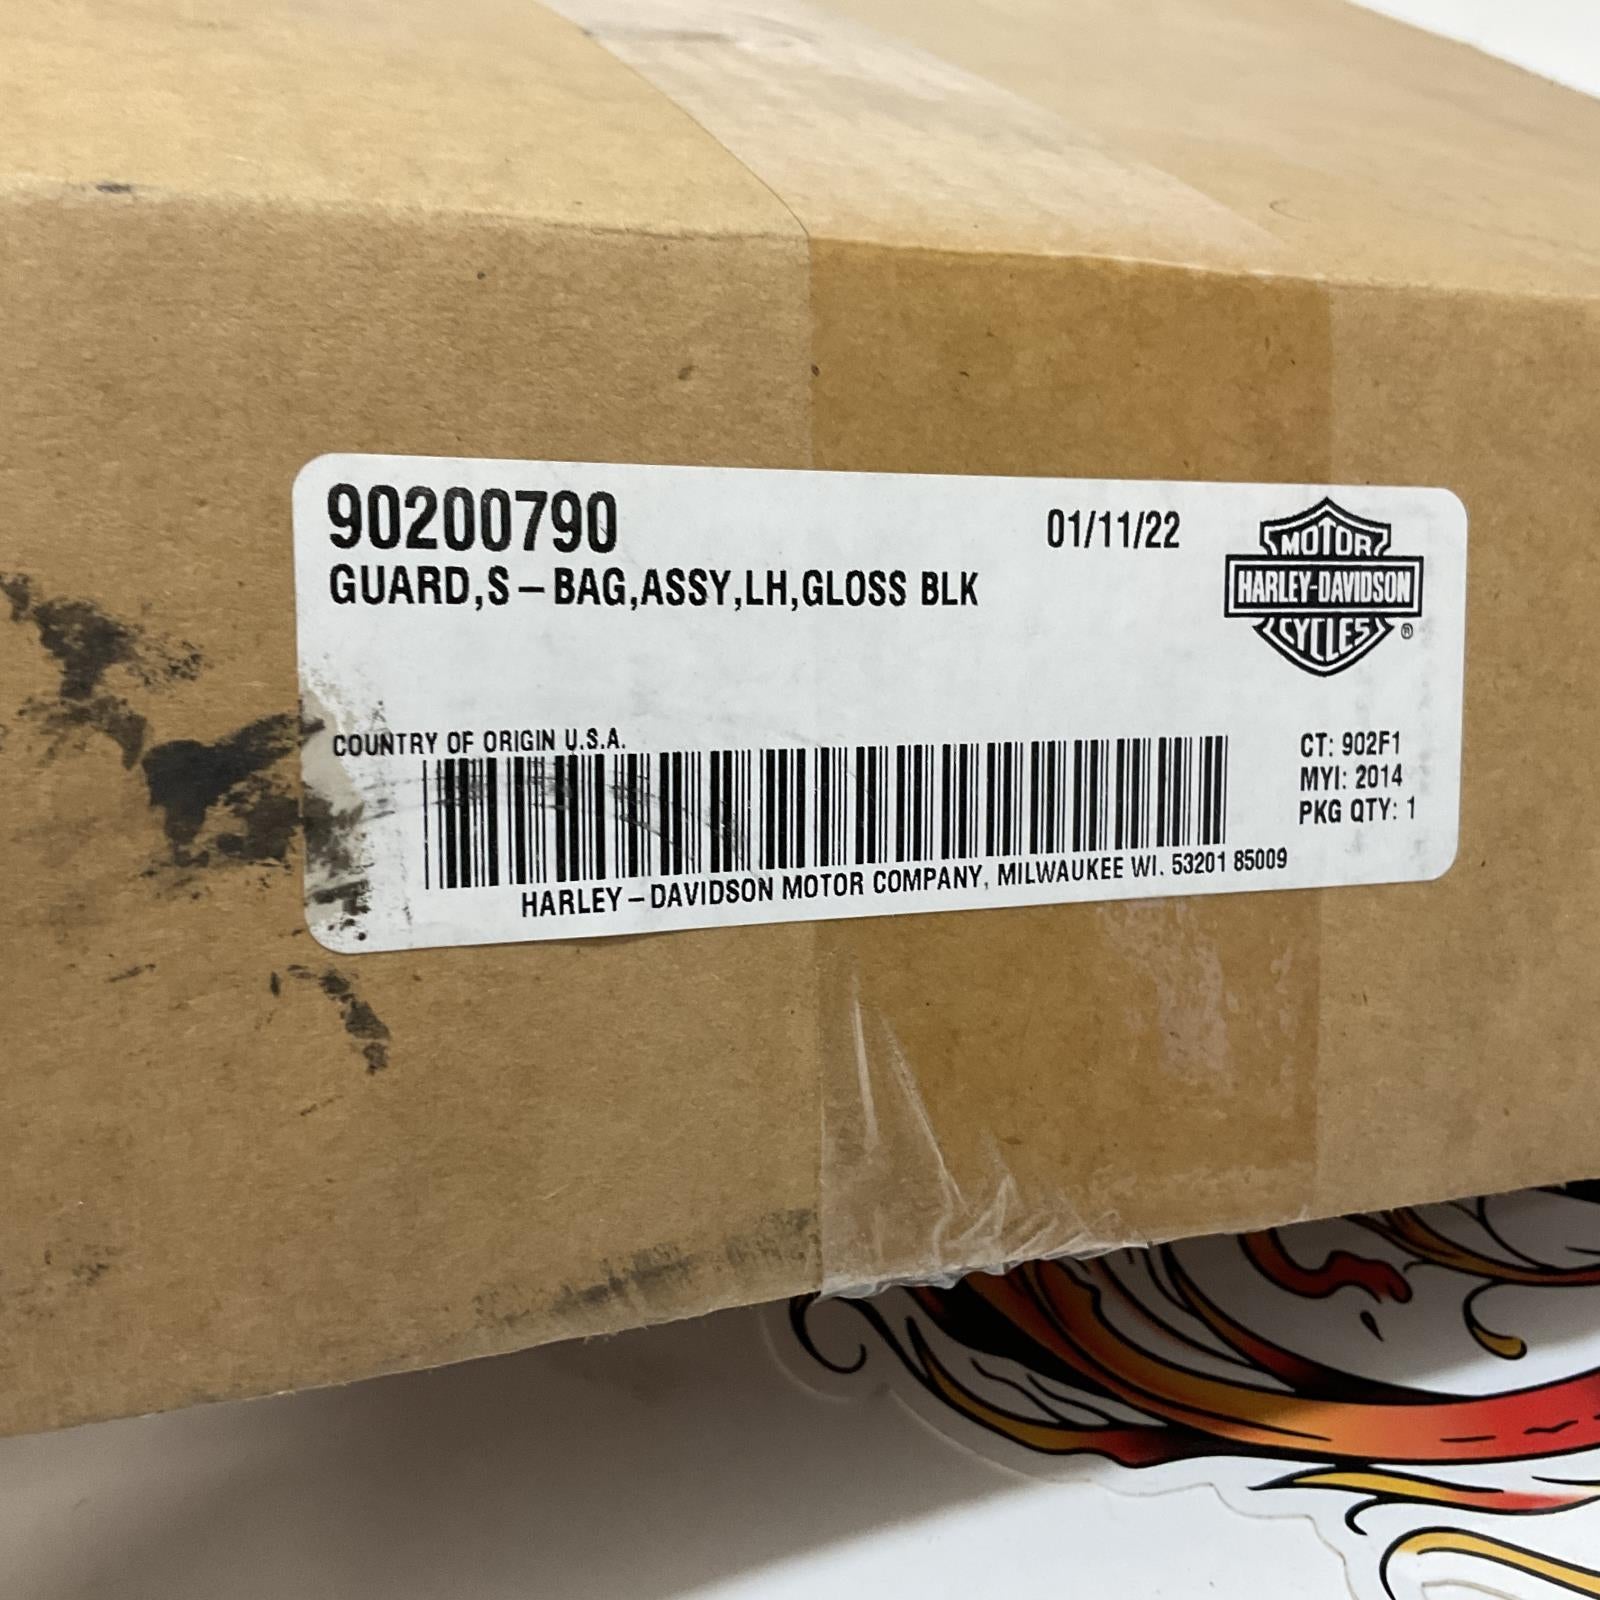 90200790
01/11/22
GUARD,S-BAG,ASSY,LH,GLOSS BLK
MOTOR
HARLEY-DAVIDSON
CYCLES
®
COUNTRY OF ORIGIN U.S.A.
CT: 902F1
MYI: 2014
PKG QTY: 1
HARLEY-DAVIDSON MOTOR COMPANY, MILWAUKEE WI. 53201 85009